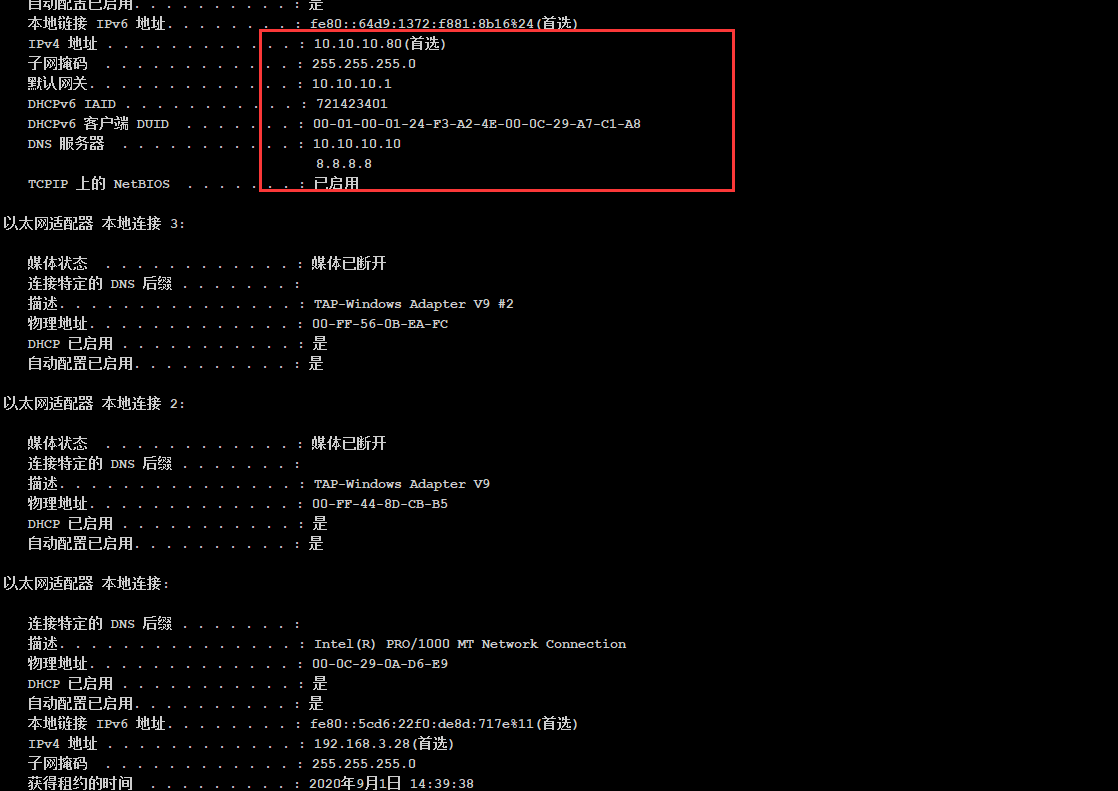 自动配置已启用. . . . . . . . . . : 是
本地链接 IPv6 地址. . . . . . . . : fe80::64d9:1372:f881:8b16%24(首选)
IPv4 地址 . . . . . . . . . . . . : 10.10.10.80(首选)
子网掩码  . . . . . . . . . . . . : 255.255.255.0
默认网关. . . . . . . . . . . . . : 10.10.10.1
DHCPv6 IAID . . . . . . . . . . . : 721423401
DHCPv6 客户端 DUID  . . . . . . . : 00-01-00-01-24-F3-A2-4E-00-0C-29-A7-C1-A8
DNS 服务器  . . . . . . . . . . . : 10.10.10.10
8.8.8.8
TCPIP 上的 NetBIOS  . . . . . . . : 已启用
以太网适配器 本地连接 3:
媒体状态  . . . . . . . . . . . . : 媒体已断开
连接特定的 DNS 后缀 . . . . . . . :
描述. . . . . . . . . . . . . . . : TAP-Windows Adapter V9 #2
物理地址. . . . . . . . . . . . . : 00-FF-56-0B-EA-FC
DHCP 已启用 . . . . . . . . . . . : 是
自动配置已启用. . . . . . . . . . : 是
以太网适配器 本地连接 2:
媒体状态  . . . . . . . . . . . . : 媒体已断开
连接特定的 DNS 后缀 . . . . . . . :
描述. . . . . . . . . . . . . . . : TAP-Windows Adapter V9
物理地址. . . . . . . . . . . . . : 00-FF-44-8D-CB-B5
DHCP 已启用 . . . . . . . . . . . : 是
自动配置已启用. . . . . . . . . . : 是
以太网适配器 本地连接:
连接特定的 DNS 后缀 . . . . . . . :
描述. . . . . . . . . . . . . . . : Intel(R) PRO/1000 MT Network Connection
物理地址. . . . . . . . . . . . . : 00-0C-29-0A-D6-E9
DHCP 已启用 . . . . . . . . . . . : 是
自动配置已启用. . . . . . . . . . : 是
本地链接 IPv6 地址. . . . . . . . : fe80::5cd6:22f0:de8d:717e%11(首选)
IPv4 地址 . . . . . . . . . . . . : 192.168.3.28(首选)
子网掩码  . . . . . . . . . . . . : 255.255.255.0
获得租约的时间  . . . . . . . . . : 2020年9月1日 14:39:38